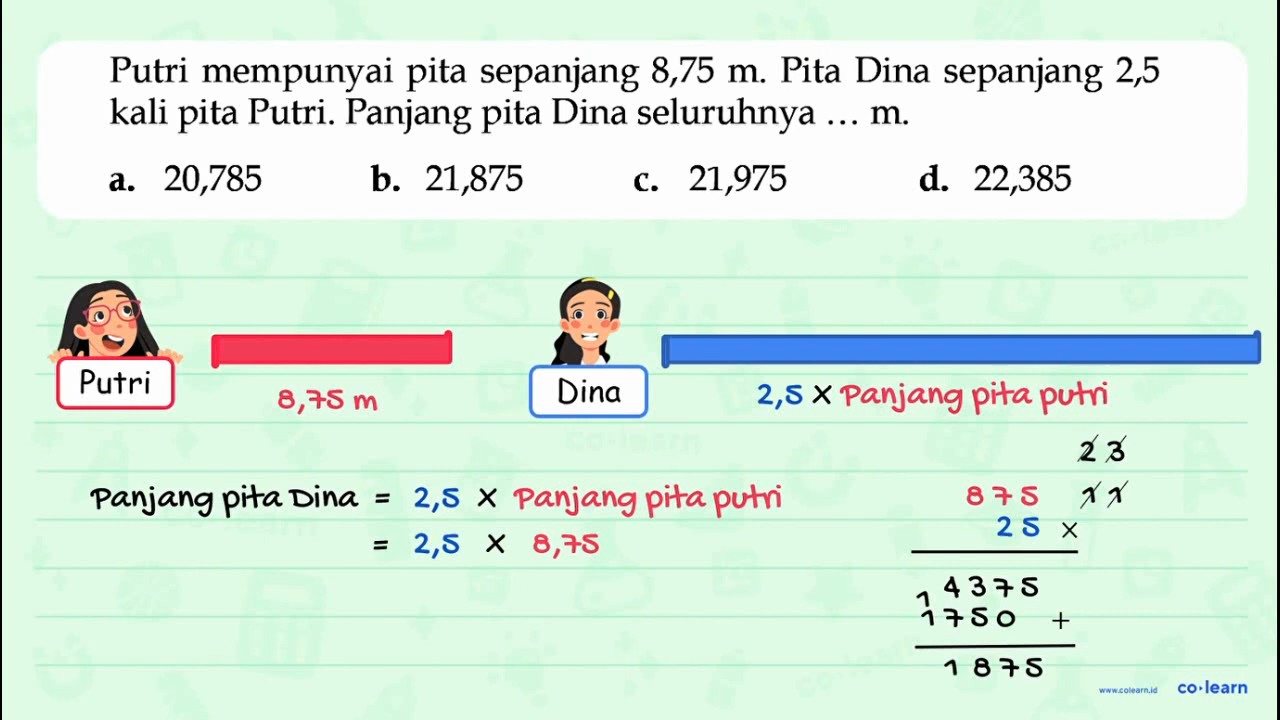 Putri mempunyai pita sepanjang 8,75 m. Pita Dina sepanjang 2,5
kali pita Putri. Panjang pita Dina seluruhnya ... m.
a. 20,785 b. 21,875 c. 21,975 d. 22,385
Putri
8,75 m
Dina
2,5 × Panjang pita putri
Panjang pita Dina = 2,5 × Panjang pita putri
= 2,5 × 8,75
2 3
875 1 1
25 ×
1 4375
1750 +
1875
www.colearn.id co·learn